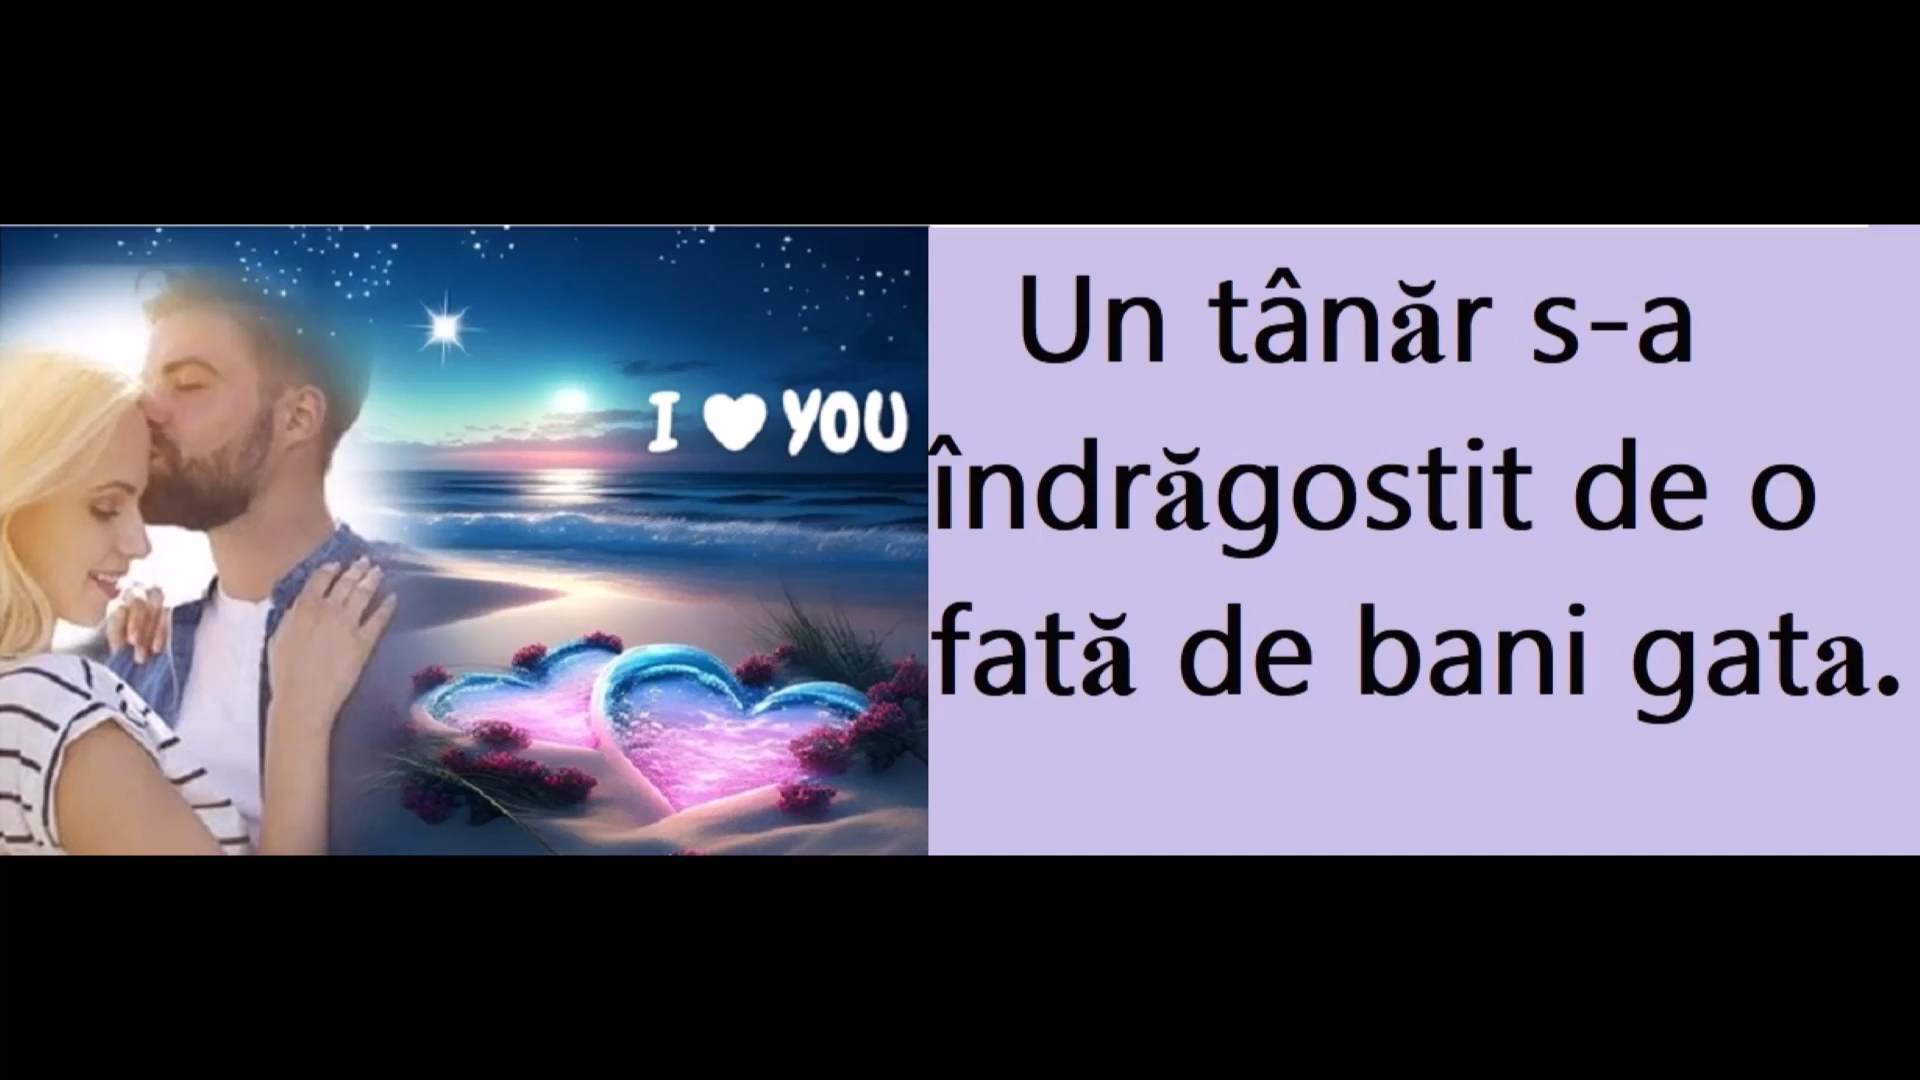 I ♥ YOU
Un tânăr s-a
îndrăgostit de o
fată de bani gata.